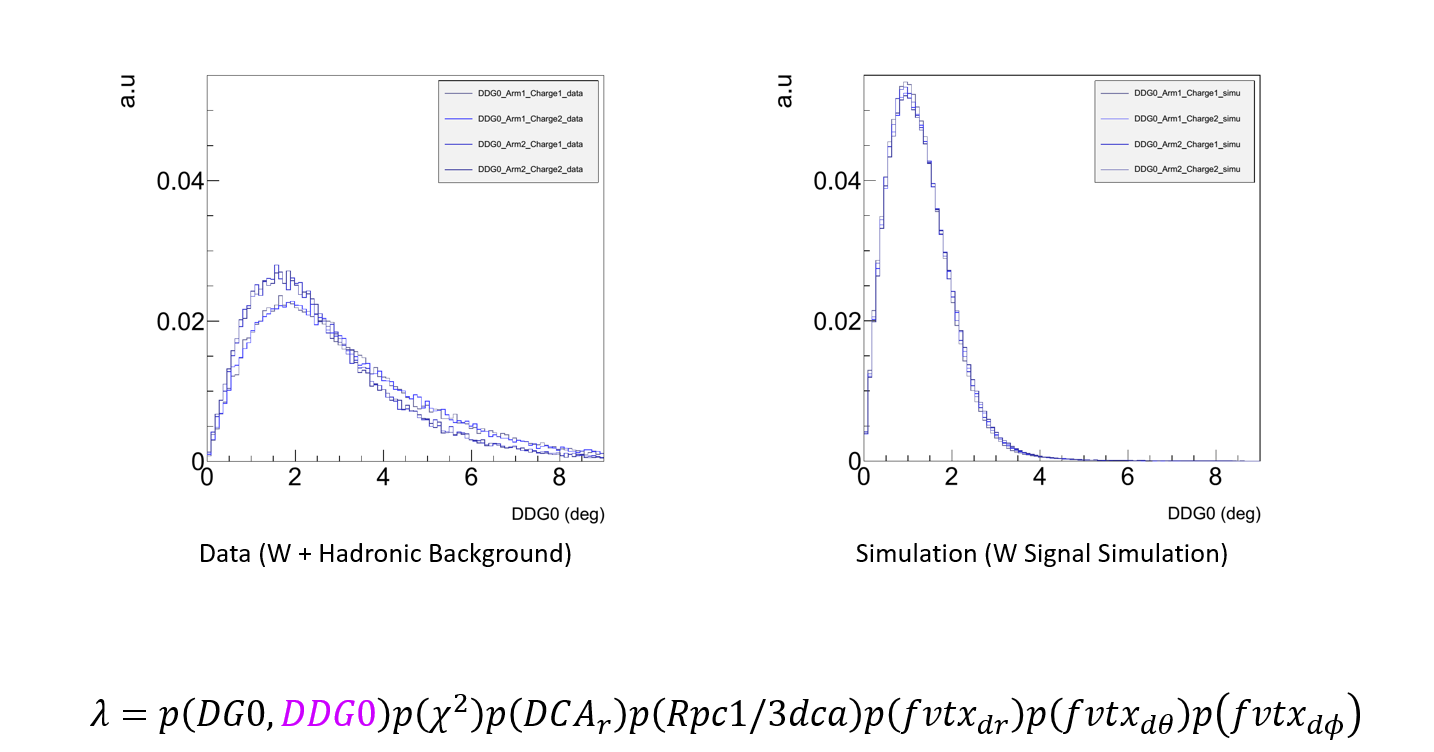 a.u
DDG0_Arm1_Charge1_data
DDG0_Arm1_Charge2_data
DDG0_Arm2_Charge1_data
DDG0_Arm2_Charge2_data
0.04
0.02
0
0 2 4 6 8
DDG0 (deg)
Data (W + Hadronic Background)
a.u
DDG0_Arm1_Charge1_simu
DDG0_Arm1_Charge2_simu
DDG0_Arm2_Charge1_simu
DDG0_Arm2_Charge2_simu
0.04
0.02
0
0 2 4 6 8
DDG0 (deg)
Simulation (W Signal Simulation)
λ = p(DG0, DDG0)p(χ²)p(DCA_r)p(Rpc1/3dca)p(fvtx_dr)p(fvtx_dθ)p(fvtx_dϕ)